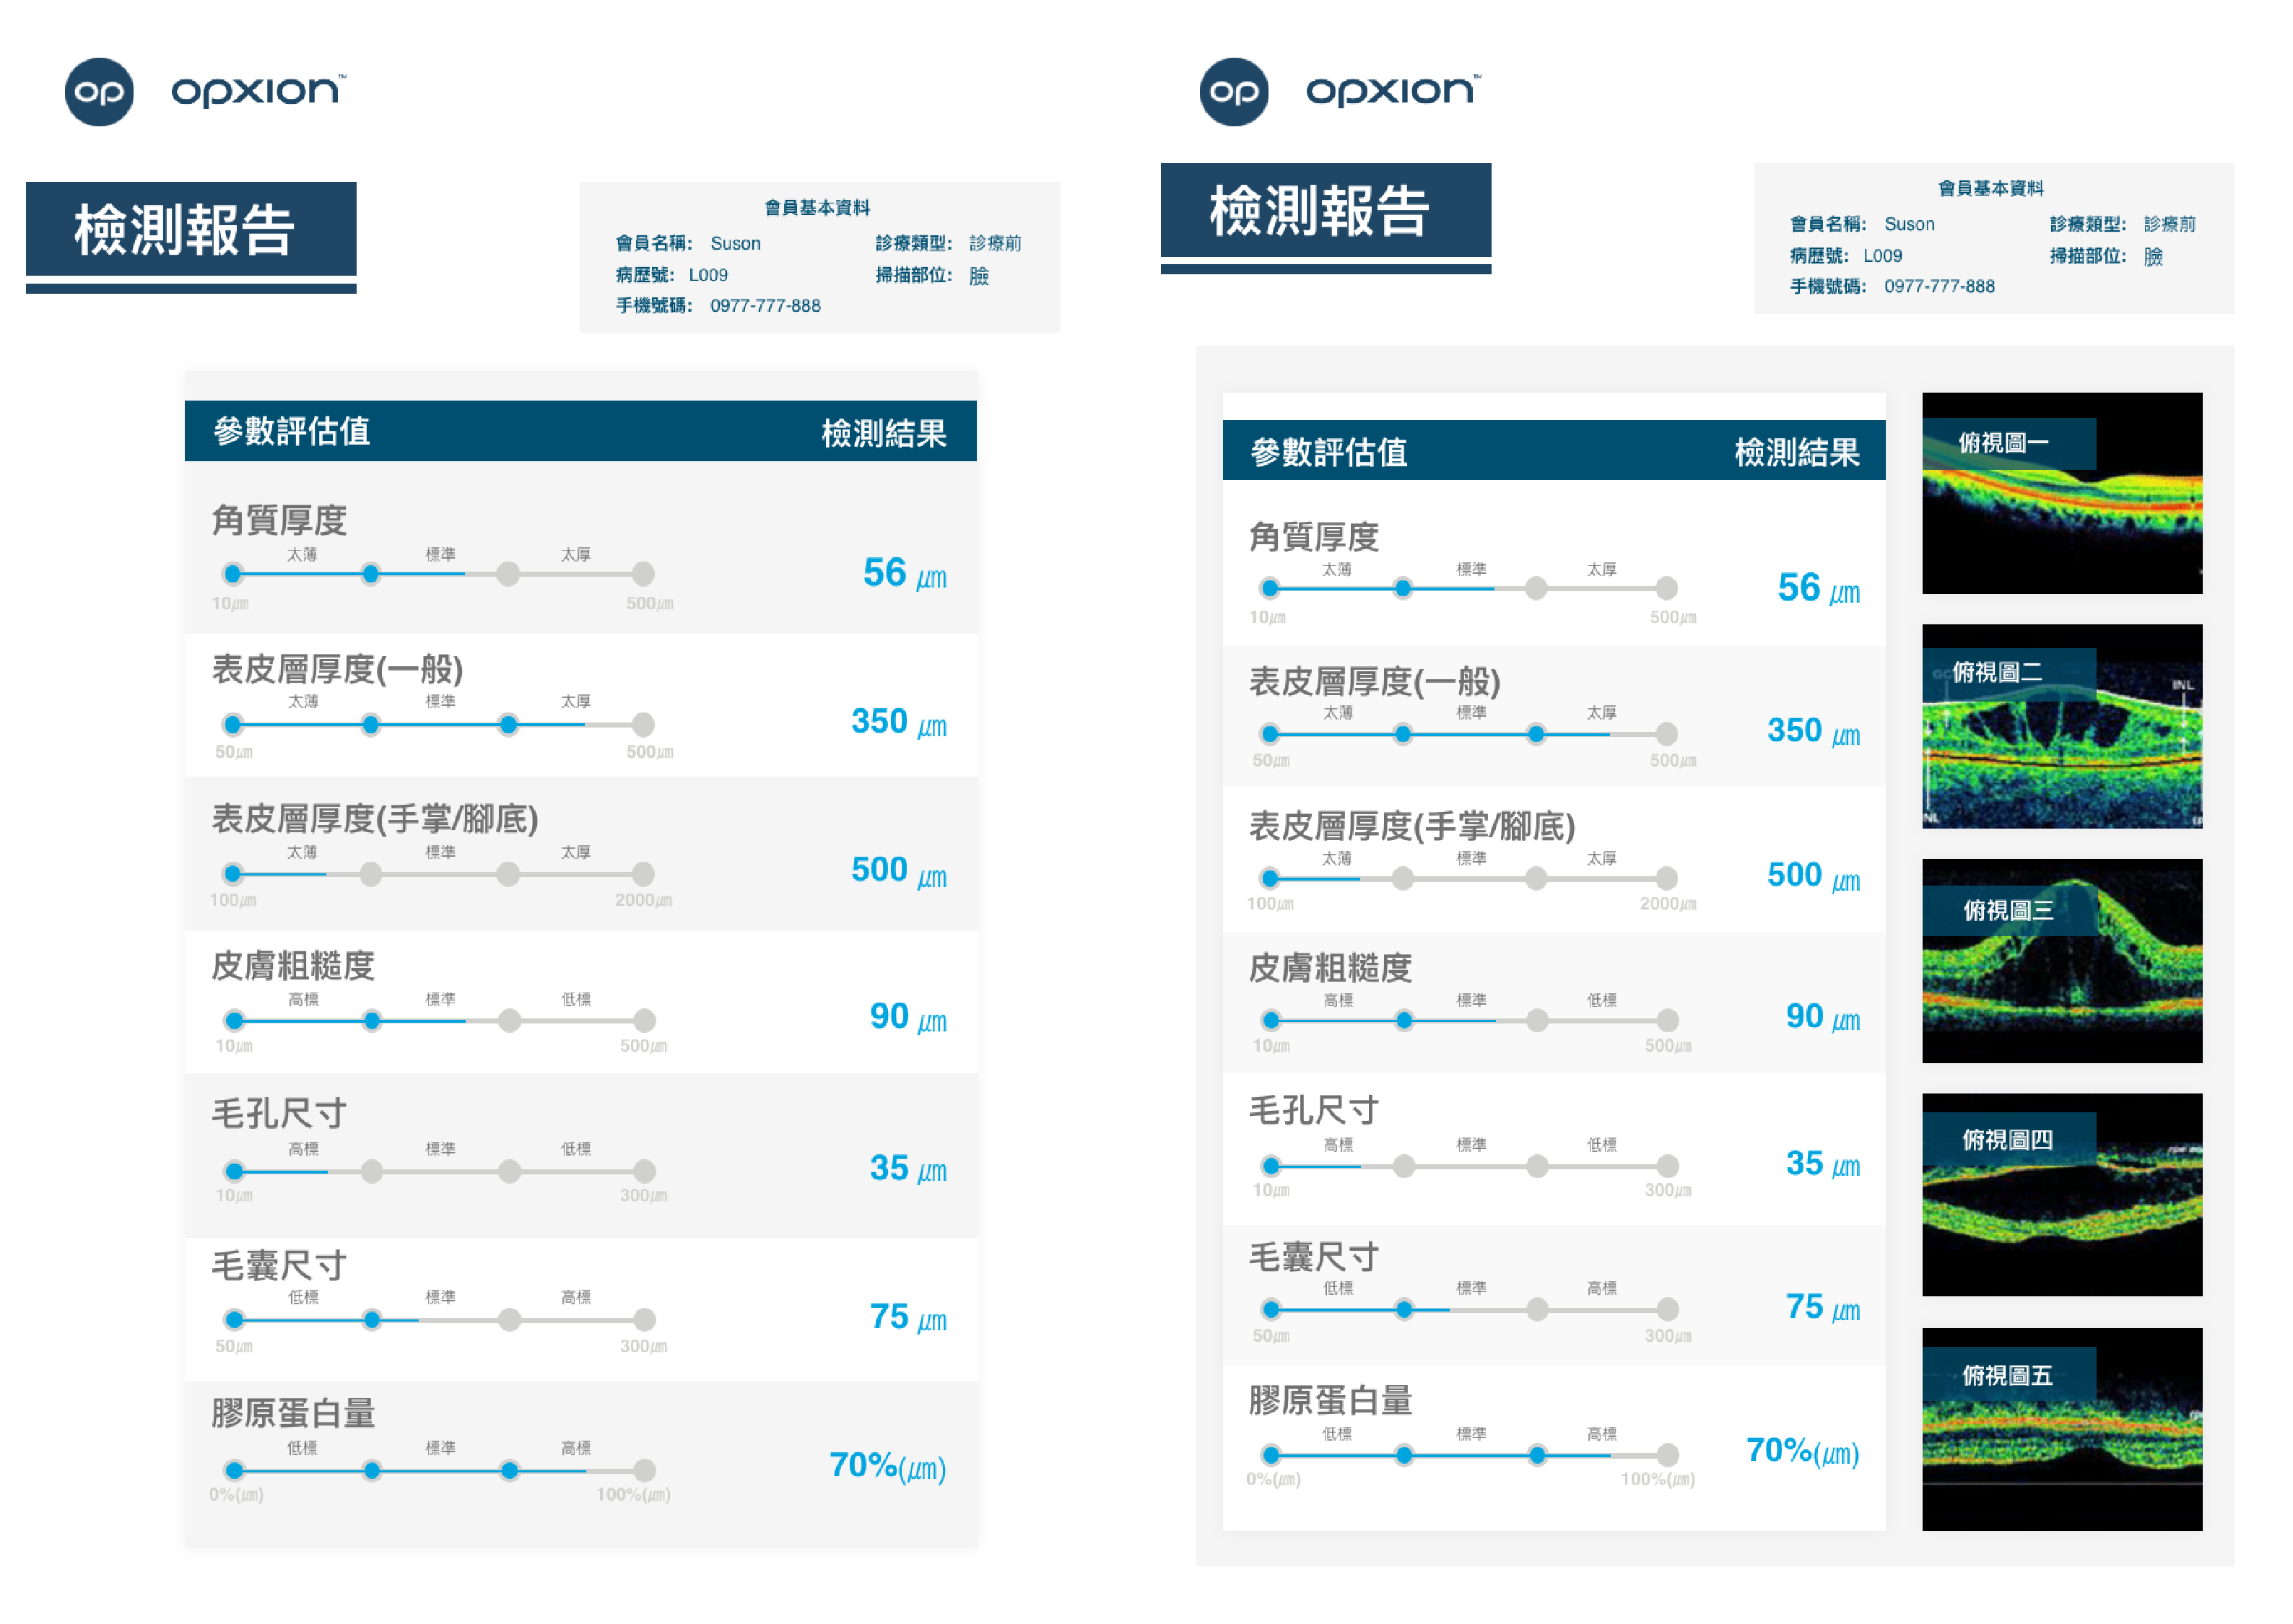 op opxion™
檢測報告
會員基本資料
會員名稱: Suson 診療類型: 診療前
病歷號: L009 掃描部位: 臉
手機號碼: 0977-777-888
參數評估值 檢測結果
角質厚度
太薄 標準 太厚
56 μm
10μm 500μm
表皮層厚度(一般)
太薄 標準 太厚
350 μm
50μm 500μm
表皮層厚度(手掌/腳底)
太薄 標準 太厚
500 μm
100μm 2000μm
皮膚粗糙度
高標 標準 低標
90 μm
10μm 500μm
毛孔尺寸
高標 標準 低標
35 μm
10μm 300μm
毛囊尺寸
低標 標準 高標
75 μm
50μm 300μm
膠原蛋白量
低標 標準 高標
70%(μm)
0%(μm) 100%(μm)
op opxion™
檢測報告
會員基本資料
會員名稱: Suson 診療類型: 診療前
病歷號: L009 掃描部位: 臉
手機號碼: 0977-777-888
參數評估值 檢測結果
角質厚度
太薄 標準 太厚
56 μm
10μm 500μm
表皮層厚度(一般)
太薄 標準 太厚
350 μm
50μm 500μm
表皮層厚度(手掌/腳底)
太薄 標準 太厚
500 μm
100μm 2000μm
皮膚粗糙度
高標 標準 低標
90 μm
10μm 500μm
毛孔尺寸
高標 標準 低標
35 μm
10μm 300μm
毛囊尺寸
低標 標準 高標
75 μm
50μm 300μm
膠原蛋白量
低標 標準 高標
70%(μm)
0%(μm) 100%(μm)
俯視圖一
俯視圖二
INL
俯視圖三
俯視圖四
俯視圖五